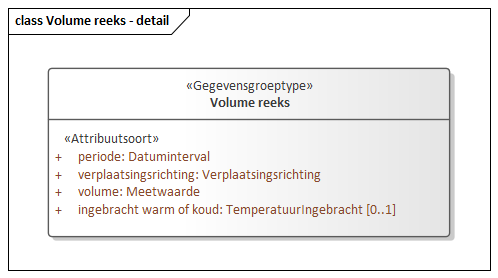 class Volume reeks - detail
«Gegevensgroeptype»
Volume reeks
«Attribuutsoort»
+ periode: Datuminterval
+ verplaatsingsrichting: Verplaatsingsrichting
+ volume: Meetwaarde
+ ingebracht warm of koud: TemperatuurIngebracht [0..1]